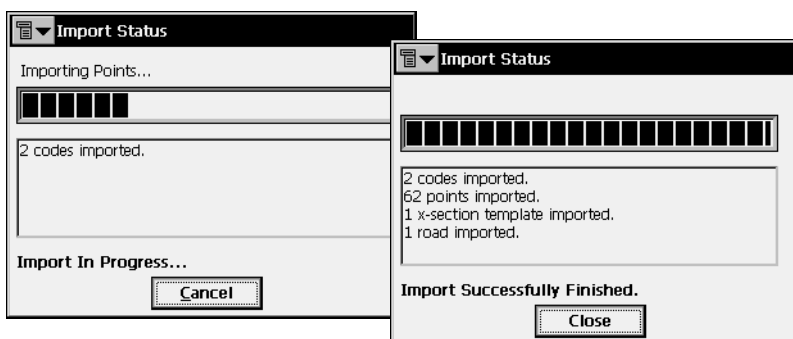 Import Status
Importing Points...
2 codes imported.
Import In Progress...
Cancel
Import Status
2 codes imported.
62 points imported.
1 x-section template imported.
1 road imported.
Import Successfully Finished.
Close